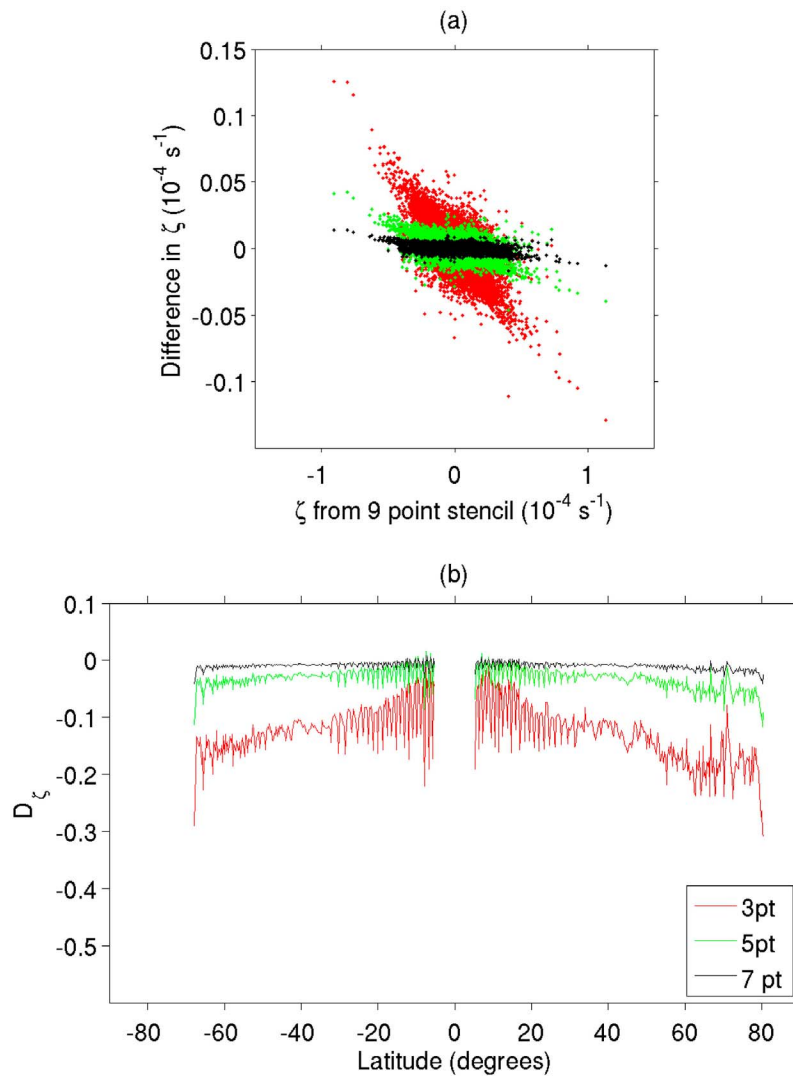 (a)
0.15
0.1
0.05
0
-0.05
-0.1
Difference in ζ (10⁻⁴ s⁻¹)
-1 0 1
ζ from 9 point stencil (10⁻⁴ s⁻¹)
(b)
0.1
0
-0.1
-0.2
-0.3
-0.4
-0.5
D_ζ
3pt
5pt
7 pt
-80 -60 -40 -20 0 20 40 60 80
Latitude (degrees)